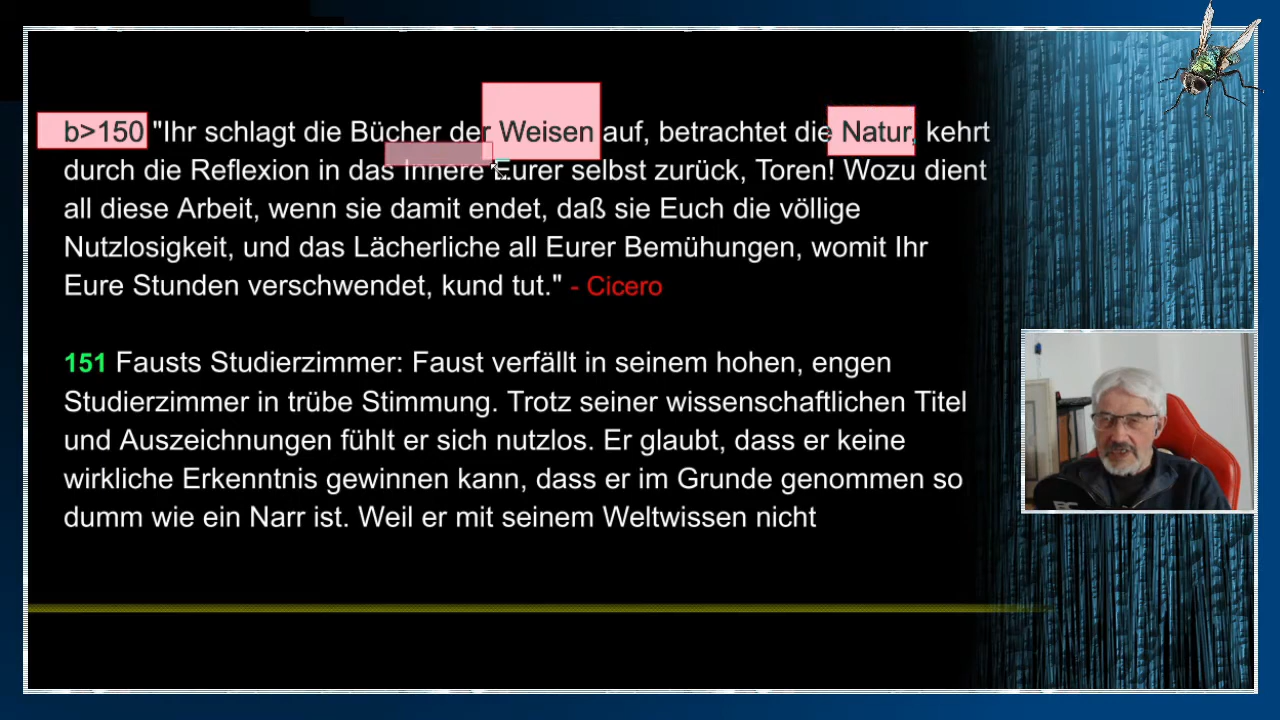 b>150 "Ihr schlagt die Bücher der Weisen auf, betrachtet die Natur, kehrt
durch die Reflexion in das Innere Eurer selbst zurück, Toren! Wozu dient
all diese Arbeit, wenn sie damit endet, daß sie Euch die völlige
Nutzlosigkeit, und das Lächerliche all Eurer Bemühungen, womit Ihr
Eure Stunden verschwendet, kund tut." - Cicero
151 Fausts Studierzimmer: Faust verfällt in seinem hohen, engen
Studierzimmer in trübe Stimmung. Trotz seiner wissenschaftlichen Titel
und Auszeichnungen fühlt er sich nutzlos. Er glaubt, dass er keine
wirkliche Erkenntnis gewinnen kann, dass er im Grunde genommen so
dumm wie ein Narr ist. Weil er mit seinem Weltwissen nicht